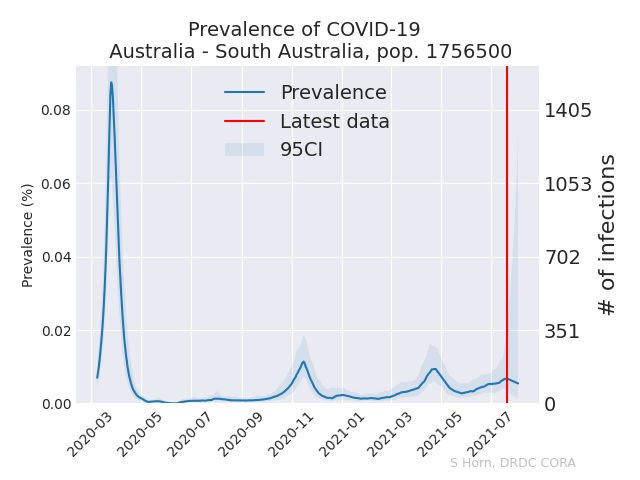 Prevalence of COVID-19
Australia - South Australia, pop. 1756500
Prevalence
Latest data
95CI
Prevalence (%)
0.08
0.06
0.04
0.02
0.00
1405
1053
702
351
0
# of infections
2020-03
2020-05
2020-07
2020-09
2020-11
2021-01
2021-03
2021-05
2021-07
S Horn, DRDC CORA